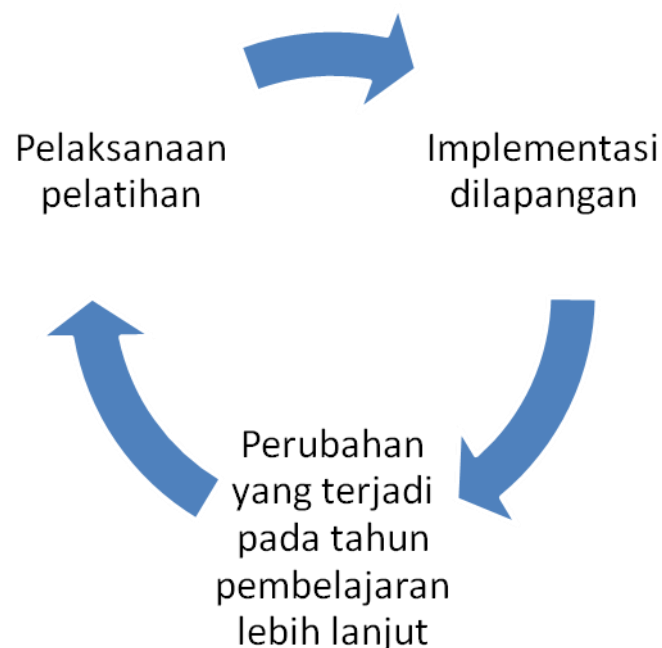 Pelaksanaan
pelatihan
Implementasi
dilapangan
Perubahan
yang terjadi
pada tahun
pembelajaran
lebih lanjut